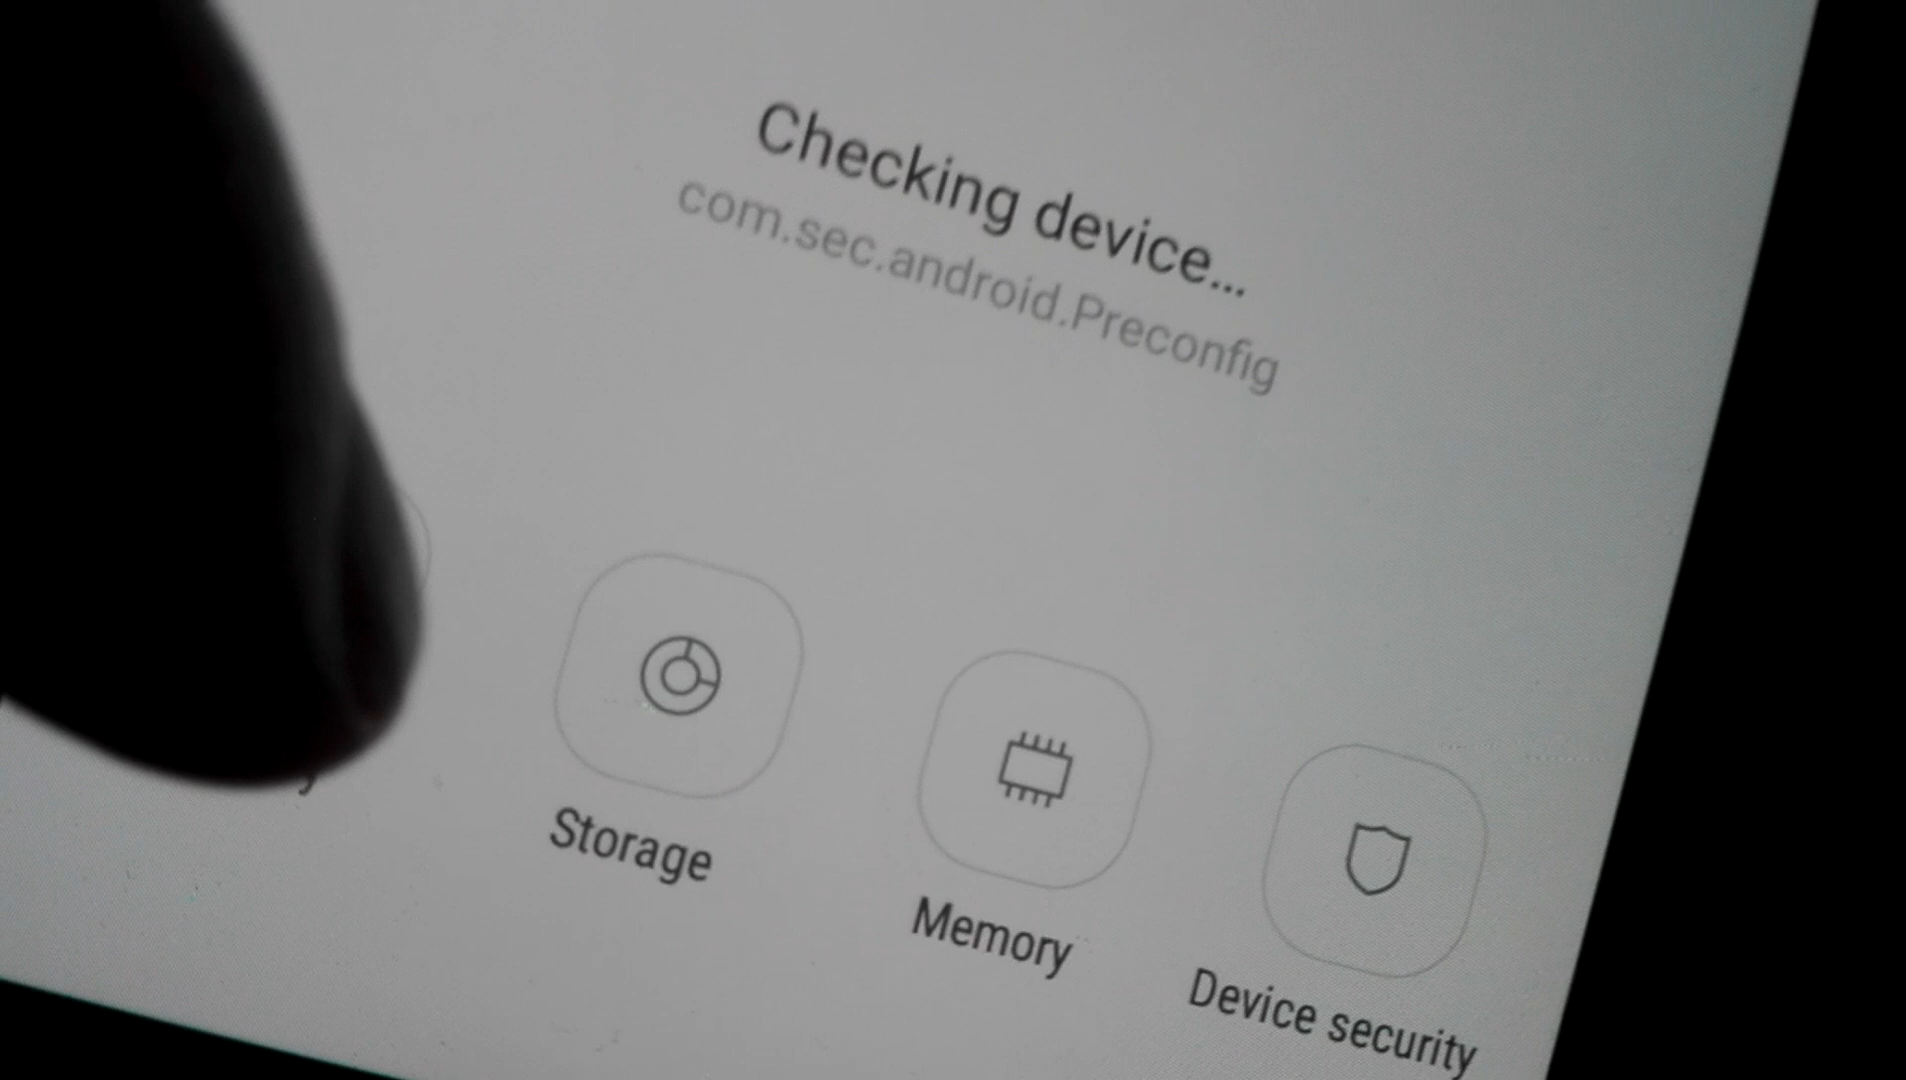 Checking device...
com.sec.android.Preconfig
Storage
Memory
Device security